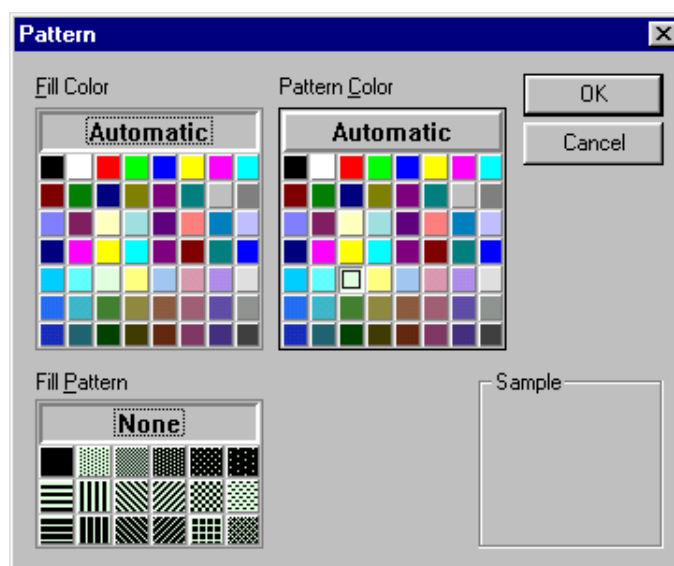 Pattern
Fill Color
Pattern Color
OK
Automatic
Automatic
Cancel
Fill Pattern
Sample
None